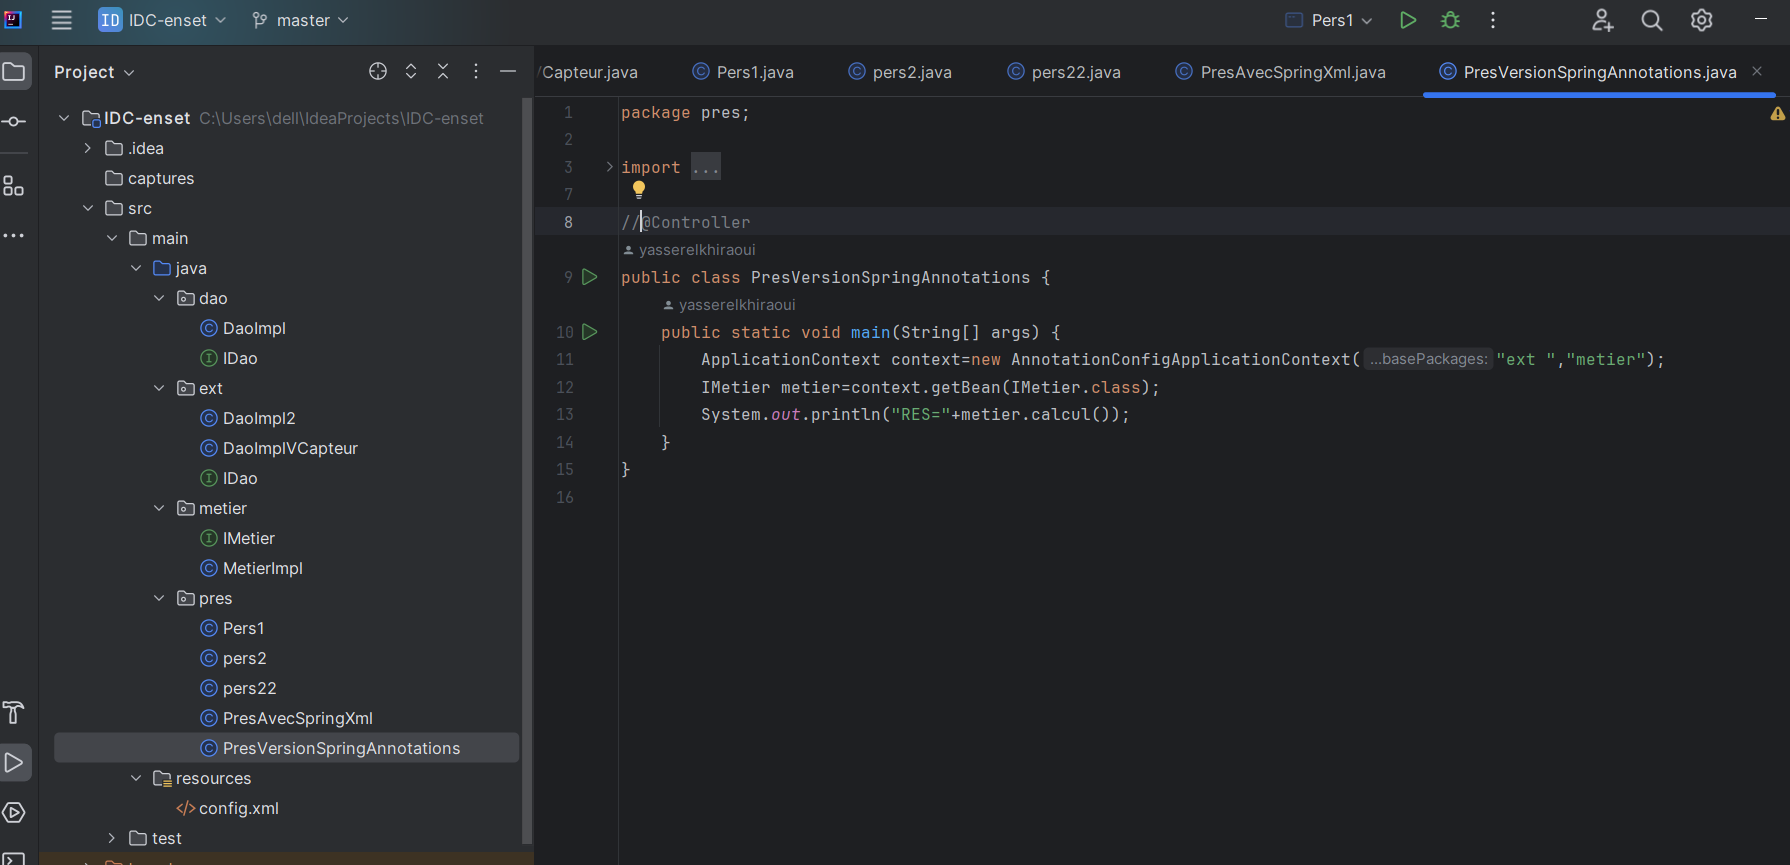 ID IDC-enset master Pers1
Project
/Capteur.java Pers1.java pers2.java pers22.java PresAvecSpringXml.java PresVersionSpringAnnotations.java
IDC-enset C:\Users\dell\IdeaProjects\IDC-enset
.idea
captures
src
main
java
dao
DaoImpl
IDao
ext
DaoImpl2
DaoImplVCapteur
IDao
metier
IMetier
MetierImpl
pres
Pers1
pers2
pers22
PresAvecSpringXml
PresVersionSpringAnnotations
resources
config.xml
test
1 package pres;
2
3 import ...
7
8 //@Controller
yasserelkhiraoui
9 public class PresVersionSpringAnnotations {
yasserelkhiraoui
10 public static void main(String[] args) {
11 ApplicationContext context=new AnnotationConfigApplicationContext( ...basePackages: "ext ","metier");
12 IMetier metier=context.getBean(IMetier.class);
13 System.out.println("RES="+metier.calcul());
14 }
15 }
16